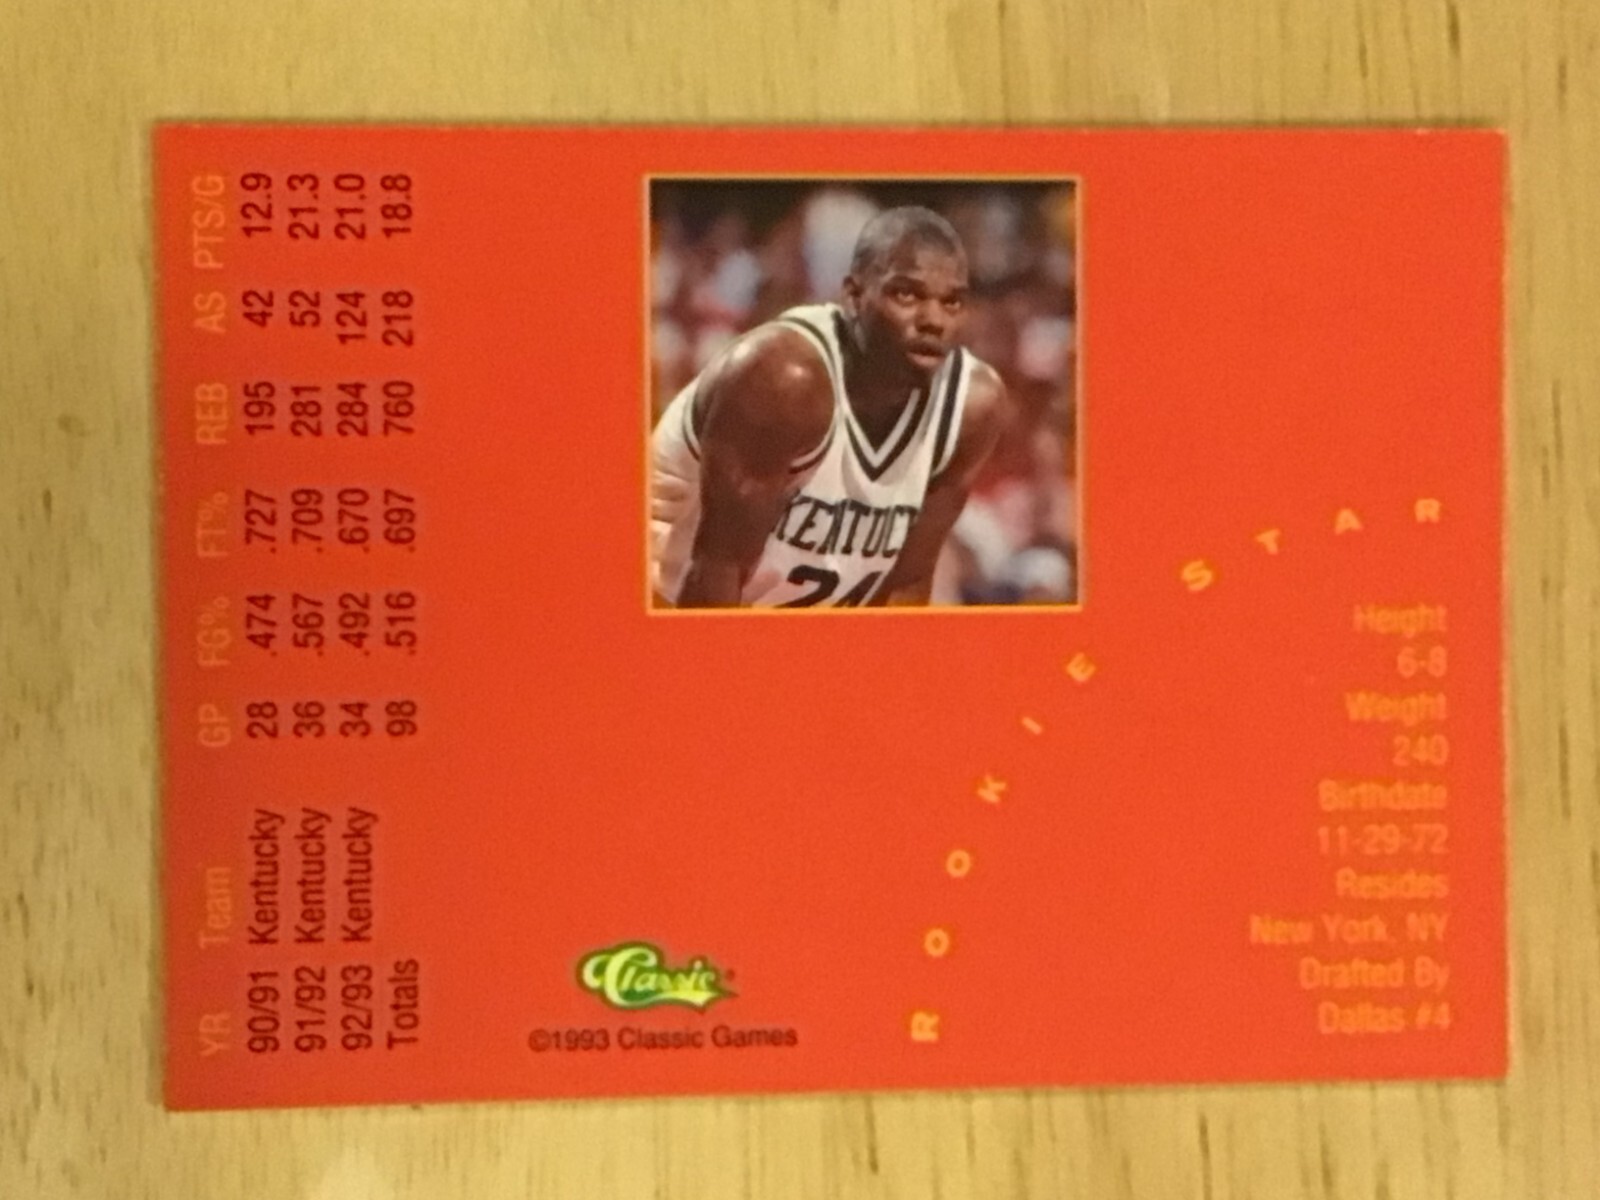 YR Team GP FG% FT% REB AS PTS/G
90/91 Kentucky 28 .474 .727 195 42 12.9
91/92 Kentucky 36 .567 .709 281 52 21.3
92/93 Kentucky 34 .492 .670 284 124 21.0
Totals 98 .516 .697 760 218 18.8
KENTUC
24
Classic
©1993 Classic Games
ROOKIE STAR
Height
6-8
Weight
240
Birthdate
11-29-72
Resides
New York, NY
Drafted By
Dallas #4